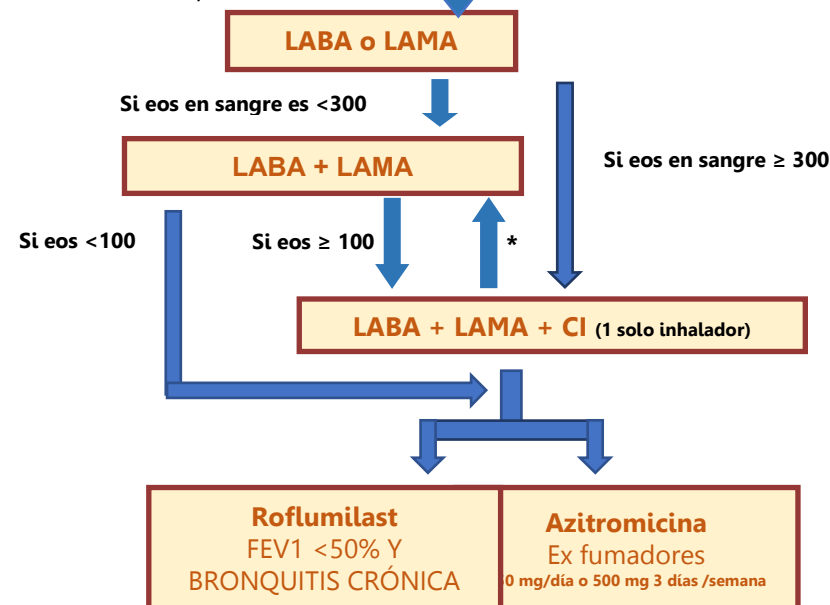 LABA o LAMA
Si eos en sangre es <300
LABA + LAMA
Si eos en sangre ≥ 300
Si eos <100
Si eos ≥ 100
*
LABA + LAMA + CI (1 solo inhalador)
Roflumilast
FEV1 <50% Y
BRONQUITIS CRÓNICA
Azitromicina
Ex fumadores
0 mg/día o 500 mg 3 días /semana